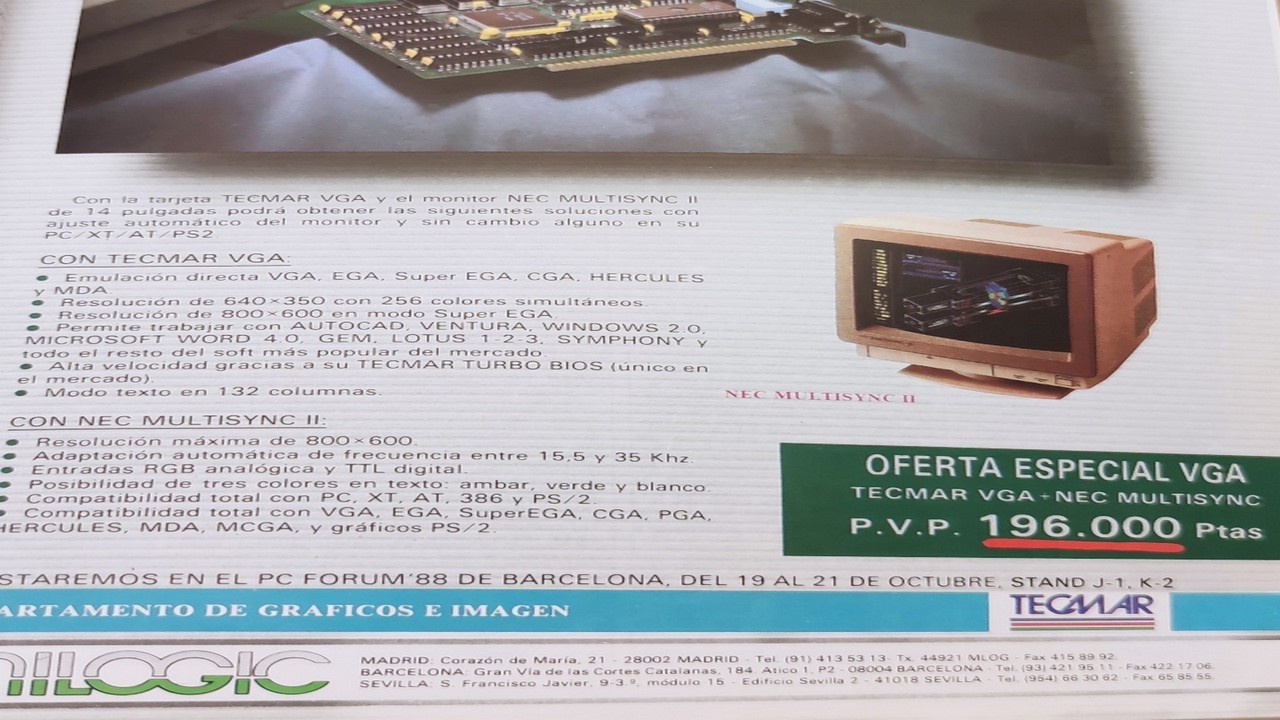 Con la tarjeta TECMAR VGA y el monitor NEC MULTISYNC II
de 14 pulgadas podrá obtener las siguientes soluciones con
ajuste automático del monitor y sin cambio alguno en su
PC/XT/AT/PS2
CON TECMAR VGA:
● Emulación directa VGA, EGA, Super EGA, CGA, HERCULES
y MDA.
● Resolución de 640×350 con 256 colores simultáneos.
● Resolución de 800×600 en modo Super EGA
● Permite trabajar con AUTOCAD, VENTURA, WINDOWS 2.0,
MICROSOFT WORD 4.0, GEM, LOTUS 1-2-3, SYMPHONY y
todo el resto del soft más popular del mercado.
● Alta velocidad gracias a su TECMAR TURBO BIOS (único en
el mercado).
● Modo texto en 132 columnas.
CON NEC MULTISYNC II:
● Resolución máxima de 800×600.
● Adaptación automática de frecuencia entre 15,5 y 35 Khz.
● Entradas RGB analógica y TTL digital.
● Posibilidad de tres colores en texto: ambar, verde y blanco.
● Compatibilidad total con PC, XT, AT, 386 y PS/2.
● Compatibilidad total con VGA, EGA, SuperEGA, CGA, PGA,
HERCULES, MDA, MCGA, y gráficos PS/2.
NEC MULTISYNC II
OFERTA ESPECIAL VGA
TECMAR VGA+NEC MULTISYNC
P.V.P. 196.000 Ptas
STAREMOS EN EL PC FORUM'88 DE BARCELONA, DEL 19 AL 21 DE OCTUBRE, STAND J-1, K-2
ARTAMENTO DE GRAFICOS E IMAGEN
TECMAR
ILOGIC
MADRID: Corazón de María, 21 - 28002 MADRID - Tel. (91) 413 53 13 - Tx. 44921 MLOG - Fax 415 89 92.
BARCELONA: Gran Vía de las Cortes Catalanas, 184, Atico 1, P2 - 08004 BARCELONA - Tel. (93) 421 95 11 - Fax 422 17 06.
SEVILLA: S. Francisco Javier, 9-3.º, módulo 15 - Edificio Sevilla 2 - 41018 SEVILLA - Tel. (954) 66 30 62 - Fax 65 85 55.